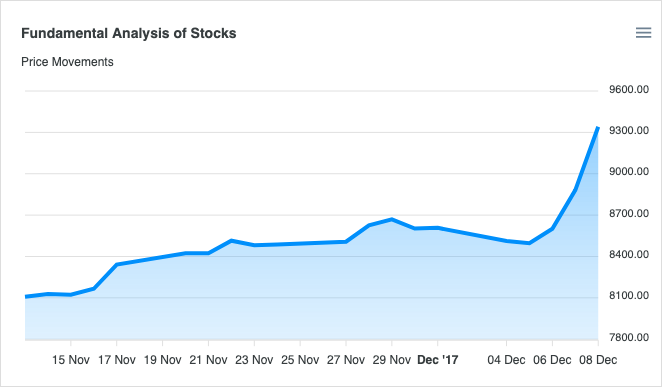 Fundamental Analysis of Stocks
Price Movements
9600.00
9300.00
9000.00
8700.00
8400.00
8100.00
7800.00
15 Nov 17 Nov 19 Nov 21 Nov 23 Nov 25 Nov 27 Nov 29 Nov Dec '17 04 Dec 06 Dec 08 Dec